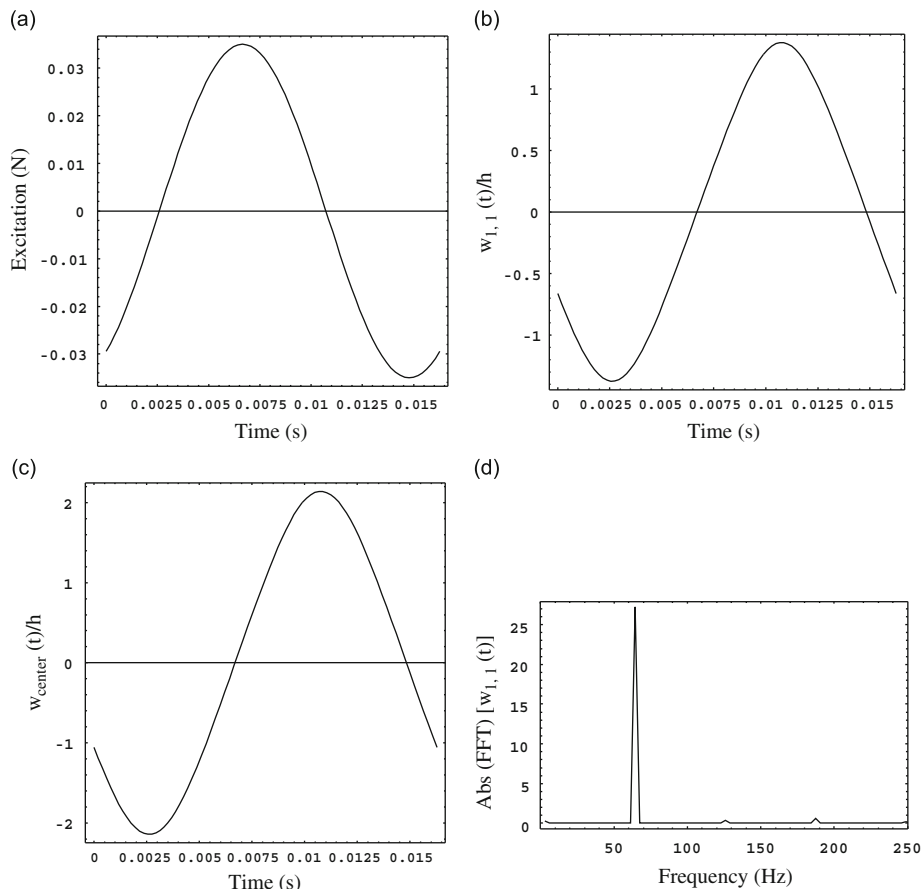 (a)
Excitation (N)
0.03
0.02
0.01
0
-0.01
-0.02
-0.03
0 0.0025 0.005 0.0075 0.01 0.0125 0.015
Time (s)
(b)
w1, 1 (t)/h
1
0.5
0
-0.5
-1
0 0.0025 0.005 0.0075 0.01 0.0125 0.015
Time (s)
(c)
wcenter (t)/h
2
1
0
-1
-2
0 0.0025 0.005 0.0075 0.01 0.0125 0.015
Time (s)
(d)
Abs (FFT) [w1, 1 (t)]
25
20
15
10
5
0
50 100 150 200 250
Frequency (Hz)